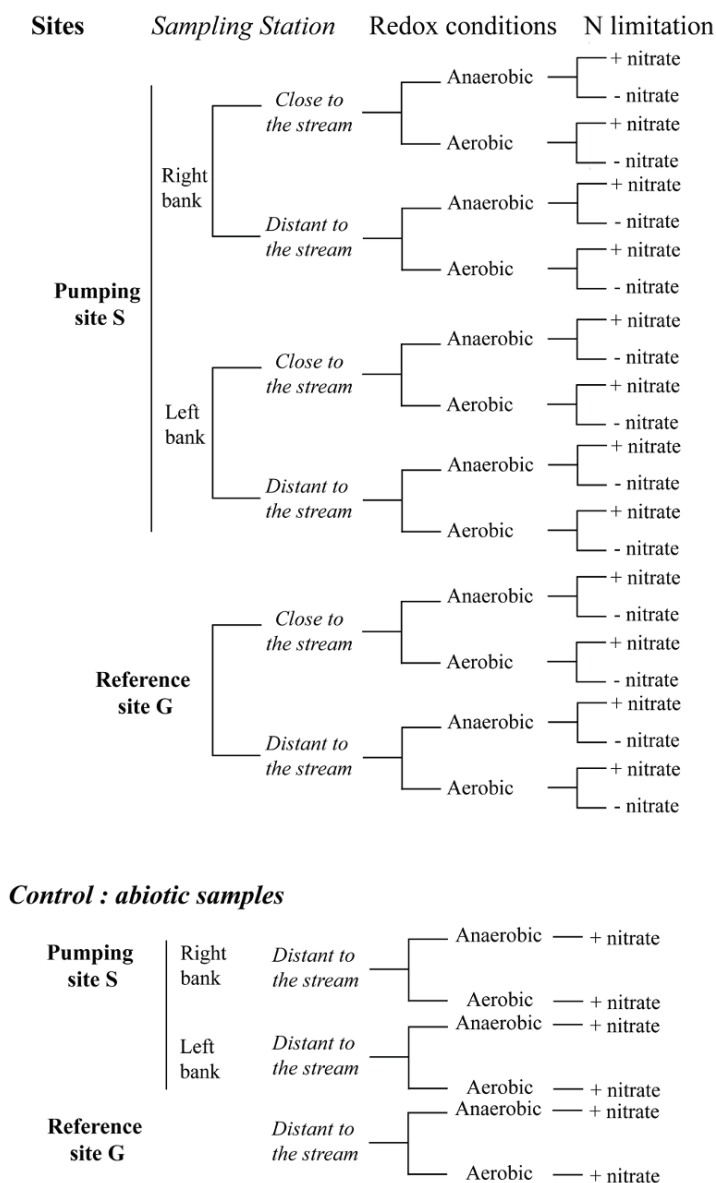 Sites Sampling Station Redox conditions N limitation
+ nitrate
Anaerobic
- nitrate
Close to
the stream
+ nitrate
Aerobic
- nitrate
Right
bank
+ nitrate
Anaerobic
- nitrate
Distant to
the stream
+ nitrate
Aerobic
- nitrate
Pumping
site S
+ nitrate
Anaerobic
- nitrate
Close to
the stream
+ nitrate
Aerobic
- nitrate
Left
bank
+ nitrate
Anaerobic
- nitrate
Distant to
the stream
+ nitrate
Aerobic
- nitrate
+ nitrate
Anaerobic
- nitrate
Close to
the stream
+ nitrate
Aerobic
- nitrate
Reference
site G
+ nitrate
Anaerobic
- nitrate
Distant to
the stream
+ nitrate
Aerobic
- nitrate
Control : abiotic samples
Pumping
site S
Right
bank
Distant to
the stream
Anaerobic + nitrate
Aerobic + nitrate
Left
bank
Distant to
the stream
Anaerobic + nitrate
Aerobic + nitrate
Reference
site G
Distant to
the stream
Anaerobic + nitrate
Aerobic + nitrate